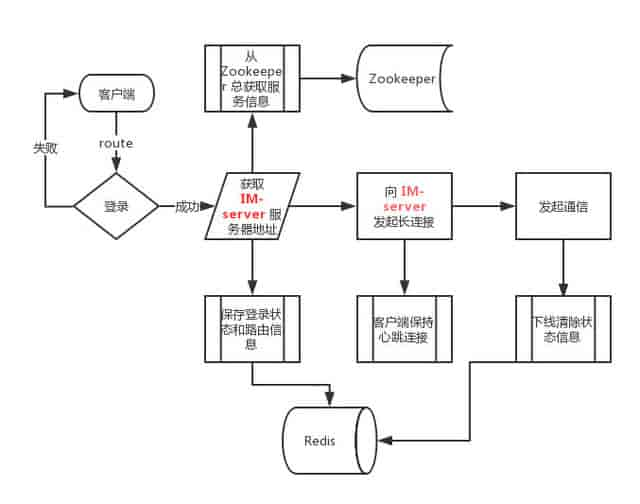 从
Zookeepe
r 总获取服
务信息
Zookeeper
客户端
route
失败
登录
成功
获取
IM-
server 服
务器地址
向 IM-
server
发起长连接
发起通信
保存登录状
态和路由信
息
客户端保持
心跳连接
下线清除状
态信息
Redis